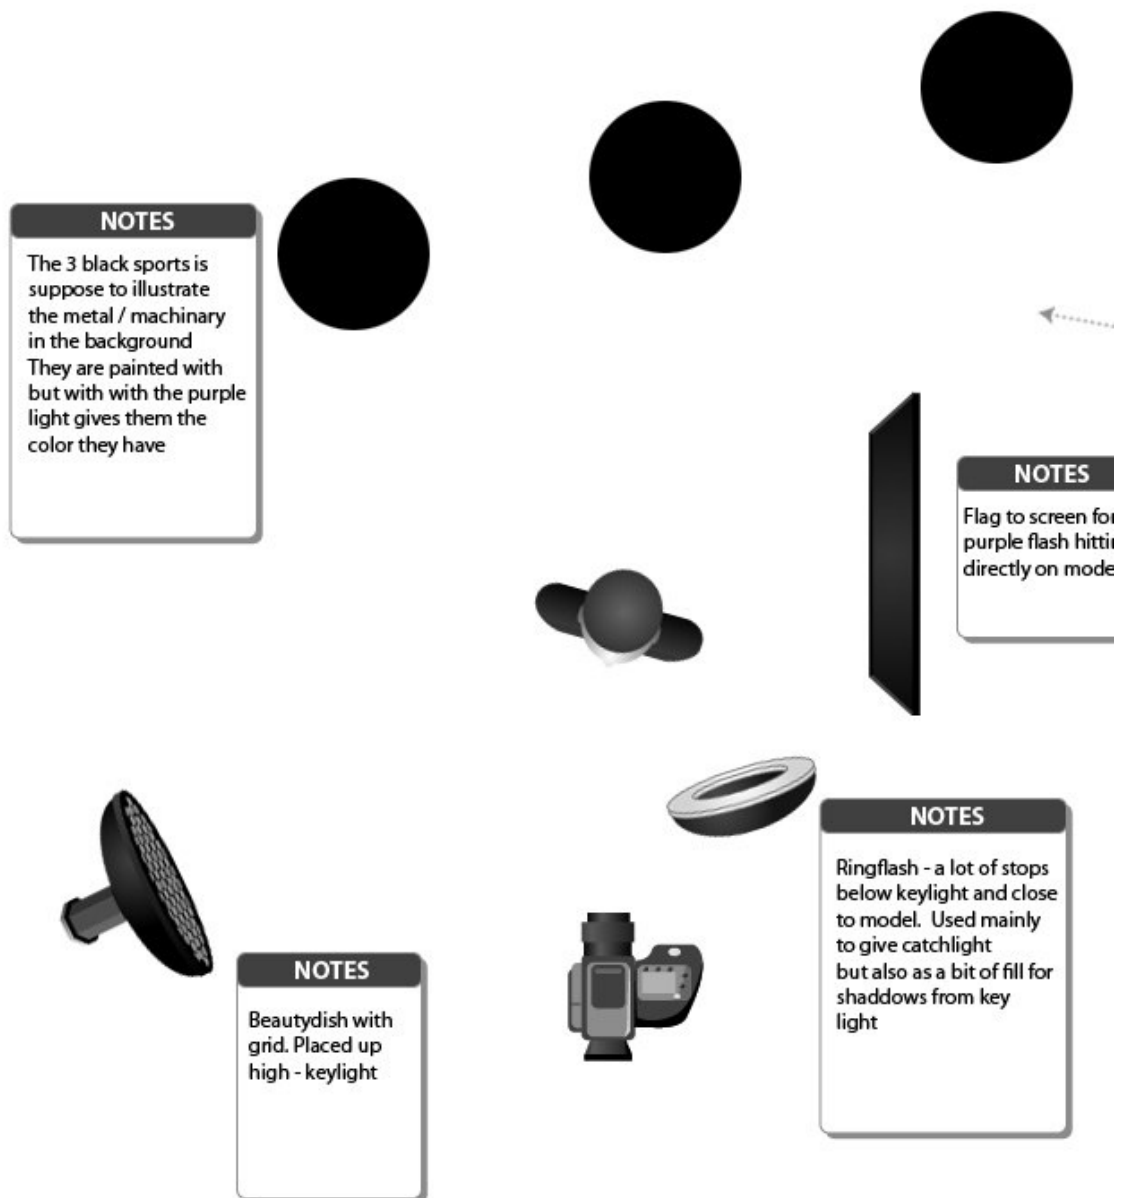 NOTES
The 3 black sports is
suppose to illustrate
the metal / machinary
in the background
They are painted with
but with with the purple
light gives them the
color they have
NOTES
Flag to screen for
purple flash
directly on
NOTES
Ringflash - a lot of stops
below keylight and close
to model. Used mainly
to give catchlight
but also as a bit of fill for
shaddows from key
light
NOTES
Beautydish with
grid. Placed up
high - keylight